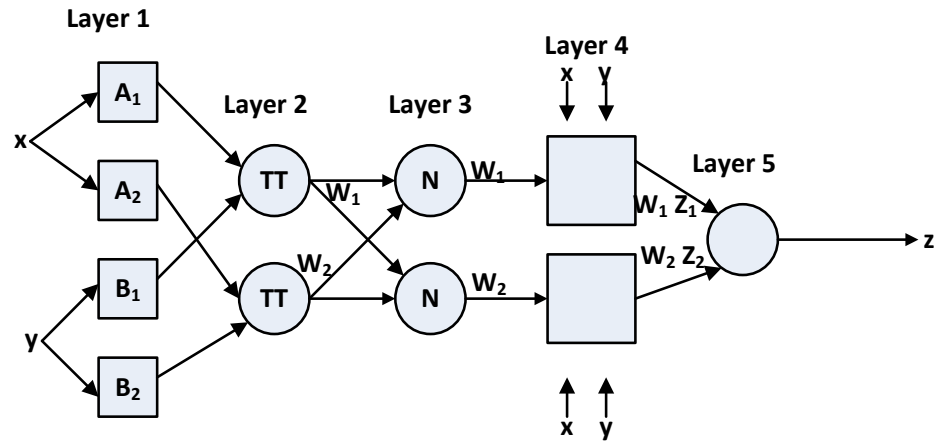 Layer 1
Layer 4
x y
A₁
Layer 2
Layer 3
x
A₂
TT
W₁
N
W₁
Layer 5
W₁ Z₁
z
B₁
W₂
TT
N
W₂
W₂ Z₂
y
B₂
x y